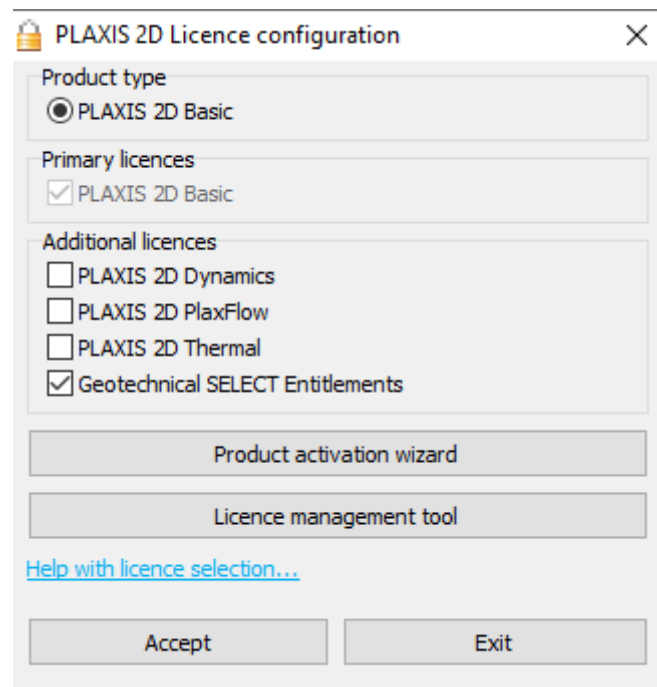 PLAXIS 2D Licence configuration
Product type
PLAXIS 2D Basic
Primary licences
PLAXIS 2D Basic
Additional licences
PLAXIS 2D Dynamics
PLAXIS 2D PlaxFlow
PLAXIS 2D Thermal
Geotechnical SELECT Entitlements
Product activation wizard
Licence management tool
Help with licence selection...
Accept Exit